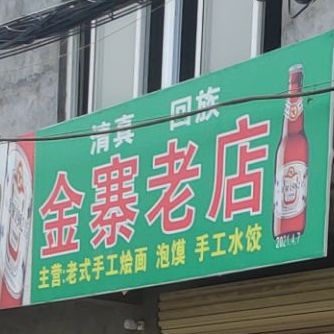 清真 回族
金寨老店
主营:老式手工烩面 泡馍 手工水饺
2021.4.7